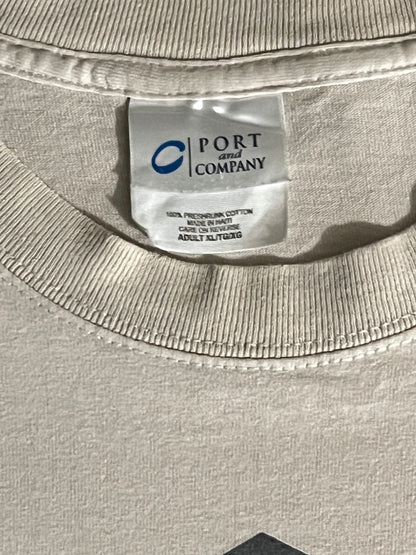 PORT
and
COMPANY
100% PRESHRUNK COTTON
MADE IN HAITI
CARE ON REVERSE
ADULT XL/TG/XG